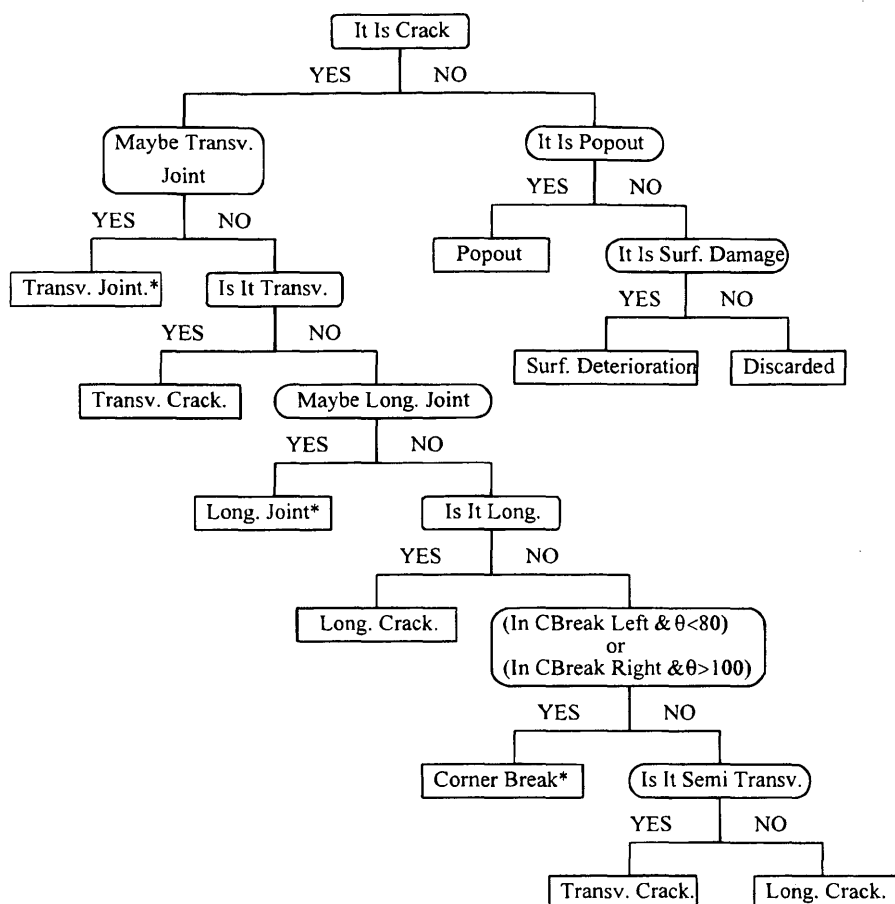 It Is Crack
YES NO
Maybe Transv.
Joint
It Is Popout
YES NO
YES NO
Transv. Joint.*
Is It Transv.
Popout
It Is Surf. Damage
YES NO
YES NO
Transv. Crack.
Maybe Long. Joint
Surf. Deterioration
Discarded
YES NO
Long. Joint*
Is It Long.
YES NO
Long. Crack.
(In CBreak Left & θ<80)
or
(In CBreak Right &θ>100)
YES NO
Corner Break*
Is It Semi Transv.
YES NO
Transv. Crack.
Long. Crack.